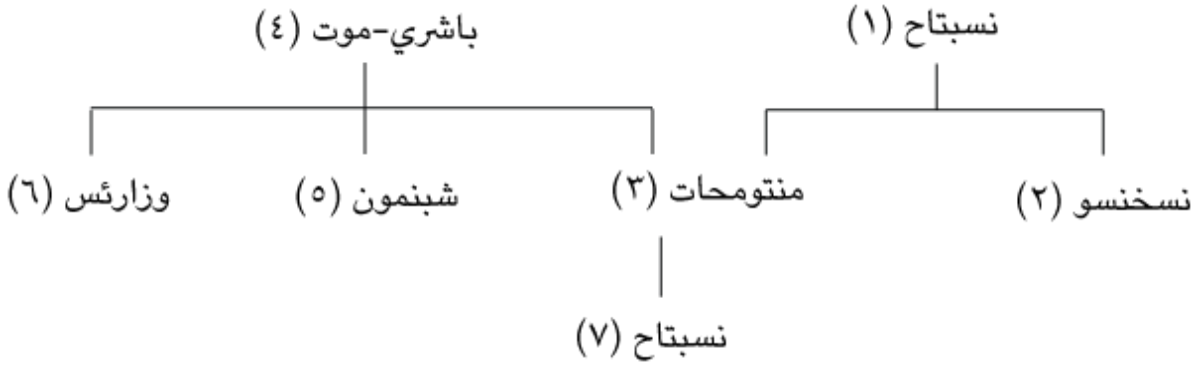 نسبتاح (١) باشري-موت (٤)
نسخنسو (٢) منتومحات (٣) شبنمون (٥) وزارئس (٦)
نسبتاح (٧)